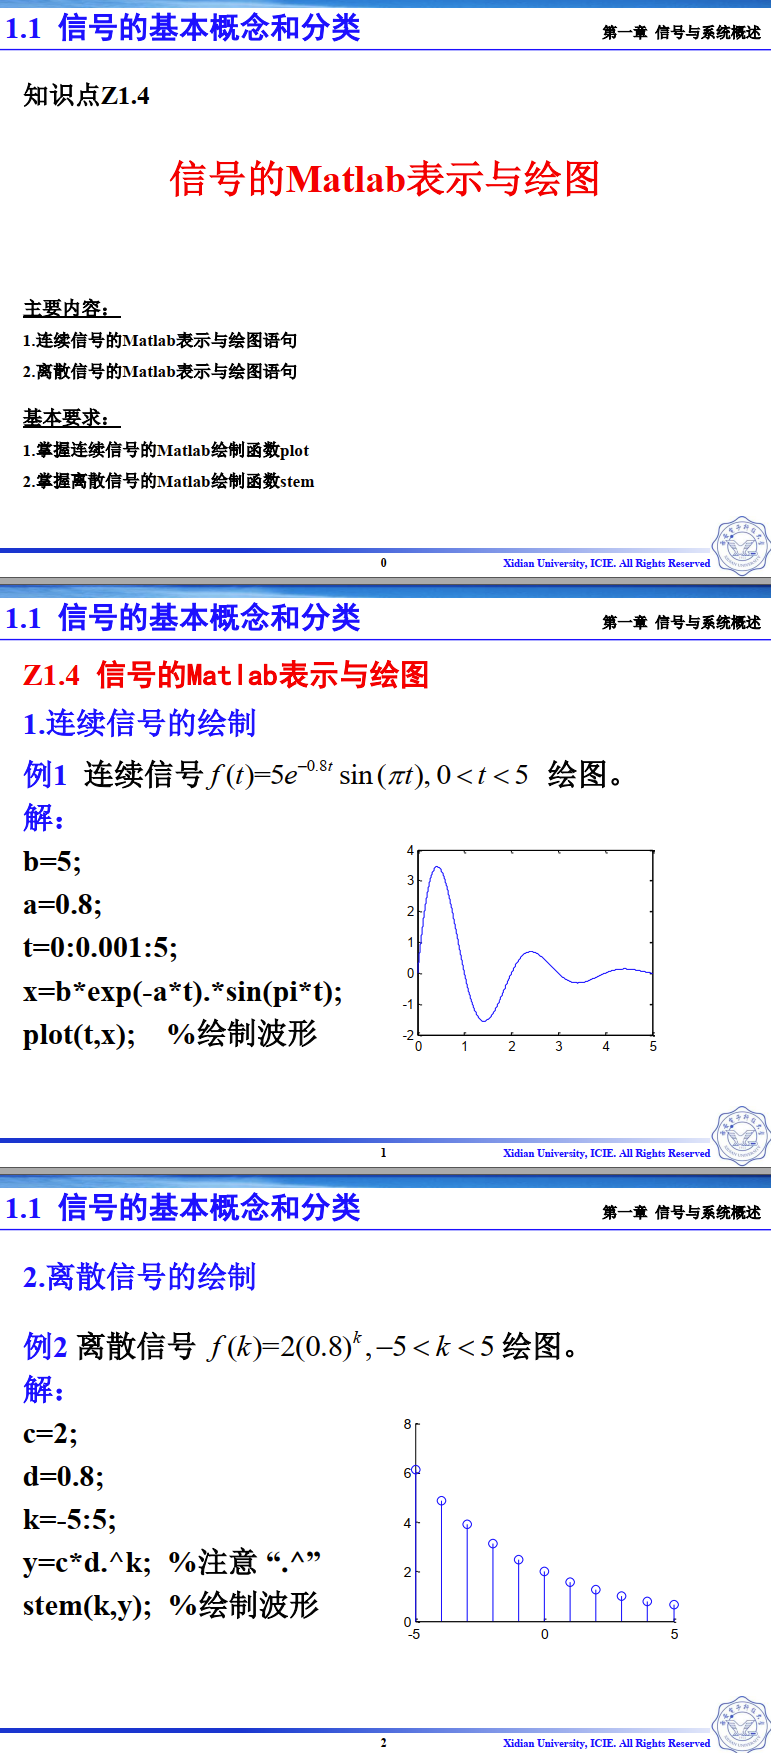 1.1 信号的基本概念和分类
第一章 信号与系统概述
知识点Z1.4
信号的Matlab表示与绘图
主要内容：
1.连续信号的Matlab表示与绘图语句
2.离散信号的Matlab表示与绘图语句
基本要求：
1.掌握连续信号的Matlab绘制函数plot
2.掌握离散信号的Matlab绘制函数stem
0
Xidian University, ICIE. All Rights Reserved
1.1 信号的基本概念和分类
第一章 信号与系统概述
Z1.4 信号的Matlab表示与绘图
1.连续信号的绘制
例1 连续信号 f(t)=5e^{-0.8t} sin(πt), 0<t<5 绘图。
解：
b=5;
a=0.8;
t=0:0.001:5;
x=b*exp(-a*t).*sin(pi*t);
plot(t,x); %绘制波形
4
3
2
1
0
-1
-2
0 1 2 3 4 5
1
Xidian University, ICIE. All Rights Reserved
1.1 信号的基本概念和分类
第一章 信号与系统概述
2.离散信号的绘制
例2 离散信号 f(k)=2(0.8)^k, -5<k<5 绘图。
解：
c=2;
d=0.8;
k=-5:5;
y=c*d.^k; %注意 “.^”
stem(k,y); %绘制波形
8
6
4
2
0
-5 0 5
2
Xidian University, ICIE. All Rights Reserved